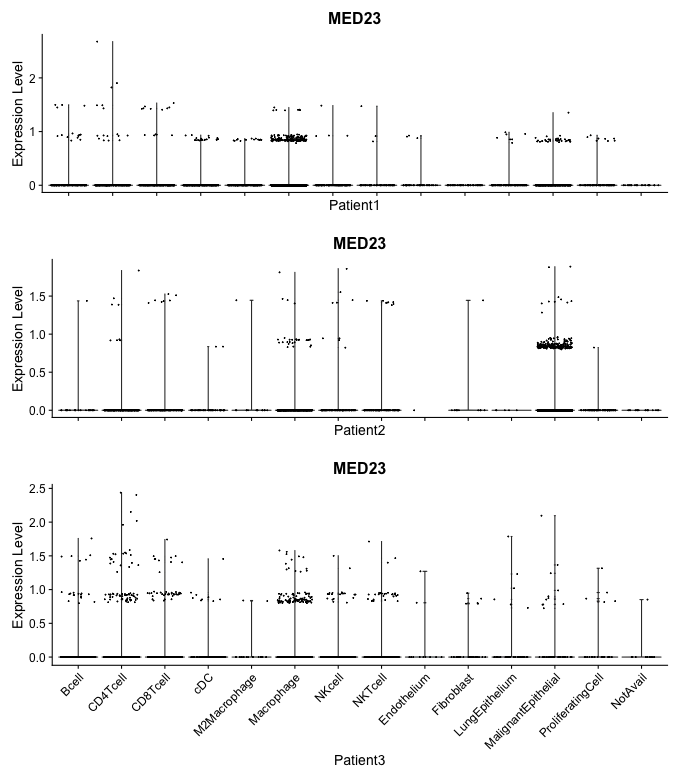 MED23
Expression Level
2
1
0
Patient1
MED23
Expression Level
1.5
1.0
0.5
0.0
Patient2
MED23
Expression Level
2.5
2.0
1.5
1.0
0.5
0.0
Bcell
CD4Tcell
CD8Tcell
cDC
M2Macrophage
Macrophage
NKcell
NKTcell
Endothelium
Fibroblast
LungEpithelium
MalignantEpithelial
ProliferatingCell
NotAvail
Patient3